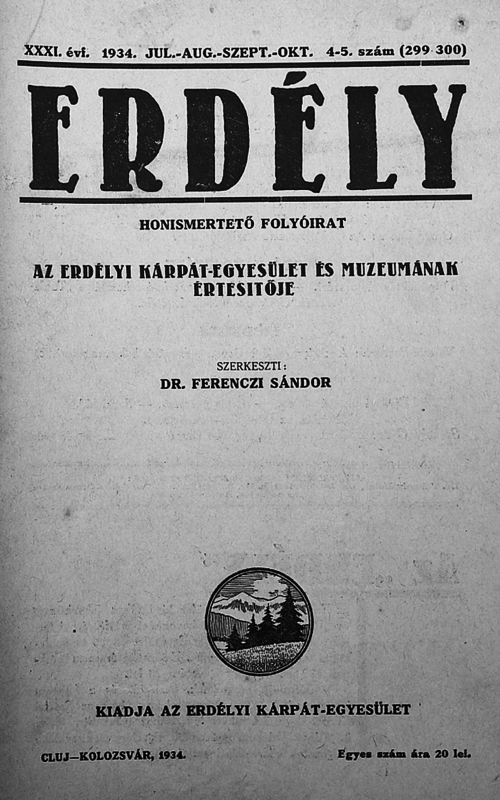 XXXI. évf. 1934. JUL.-AUG.-SZEPT.-OKT. 4-5. szám (299-300)
ERDÉLY
HONISMERTETŐ FOLYÓIRAT
AZ ERDÉLYI KÁRPÁT-EGYESÜLET ÉS MUZEUMÁNAK
ÉRTESITŐJE
SZERKESZTI:
DR. FERENCZI SÁNDOR
KIADJA AZ ERDÉLYI KÁRPÁT-EGYESÜLET
CLUJ—KOLOZSVÁR, 1934.
Egyes szám ára 20 lei.